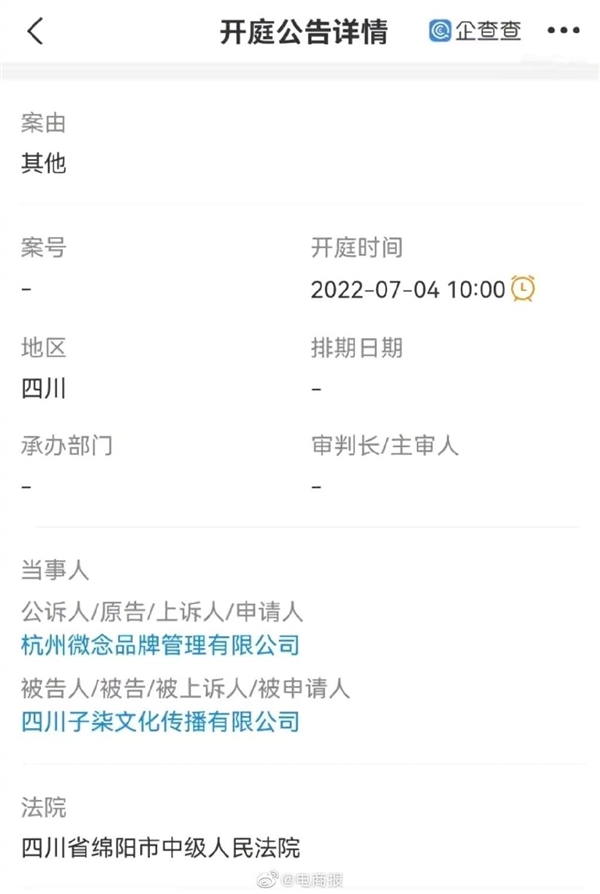 开庭公告详情 企查查
案由
其他
案号 开庭时间
- 2022-07-04 10:00
地区 排期日期
四川 -
承办部门 审判长/主审人
- -
当事人
公诉人/原告/上诉人/申请人
杭州微念品牌管理有限公司
被告人/被告/被上诉人/被申请人
四川子柒文化传播有限公司
法院
四川省绵阳市中级人民法院
@电商报